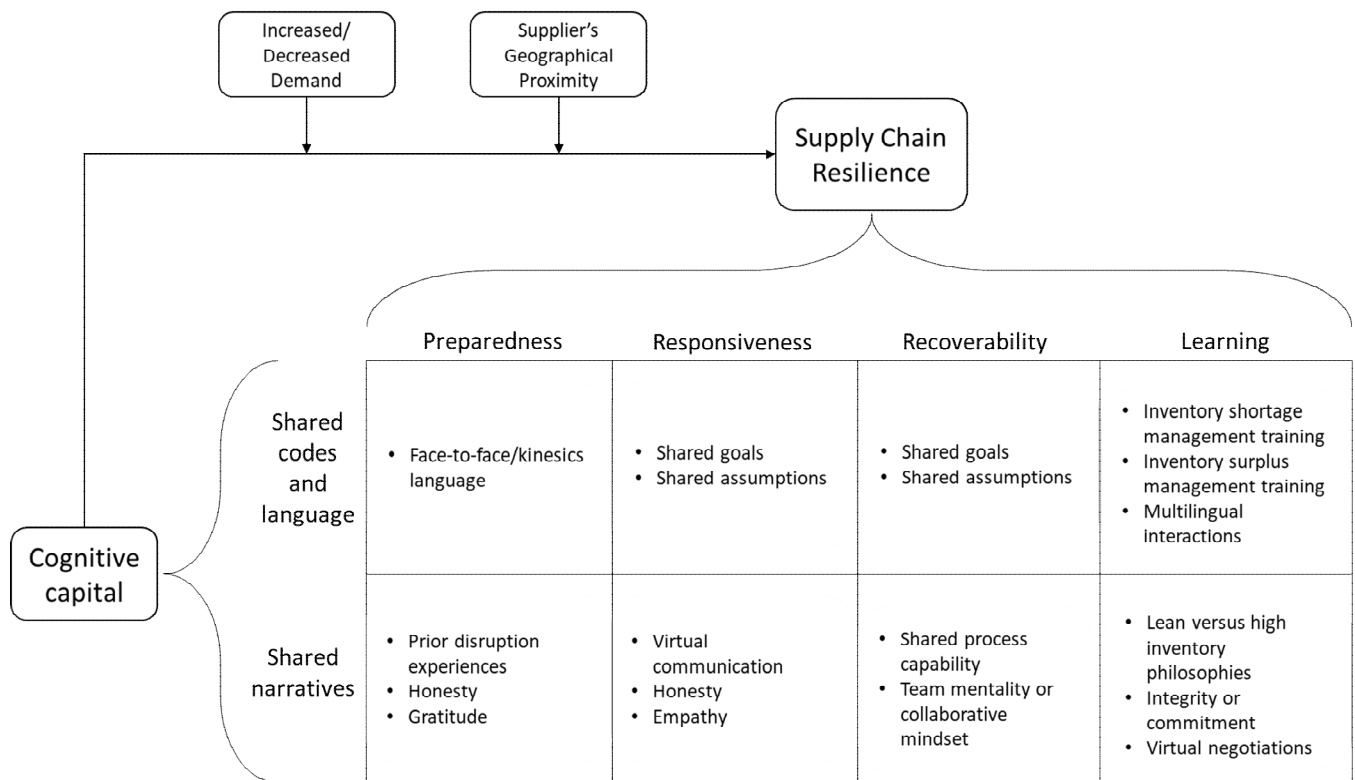 Increased/
Decreased
Demand
Supplier's
Geographical
Proximity
Supply Chain
Resilience
Preparedness
Responsiveness
Recoverability
Learning
Cognitive
capital
Shared
codes
and
language
• Face-to-face/kinesics
language
• Shared goals
• Shared assumptions
• Shared goals
• Shared assumptions
• Inventory shortage
management training
• Inventory surplus
management training
• Multilingual
interactions
Shared
narratives
• Prior disruption
experiences
• Honesty
• Gratitude
• Virtual
communication
• Honesty
• Empathy
• Shared process
capability
• Team mentality or
collaborative
mindset
• Lean versus high
inventory
philosophies
• Integrity or
commitment
• Virtual negotiations